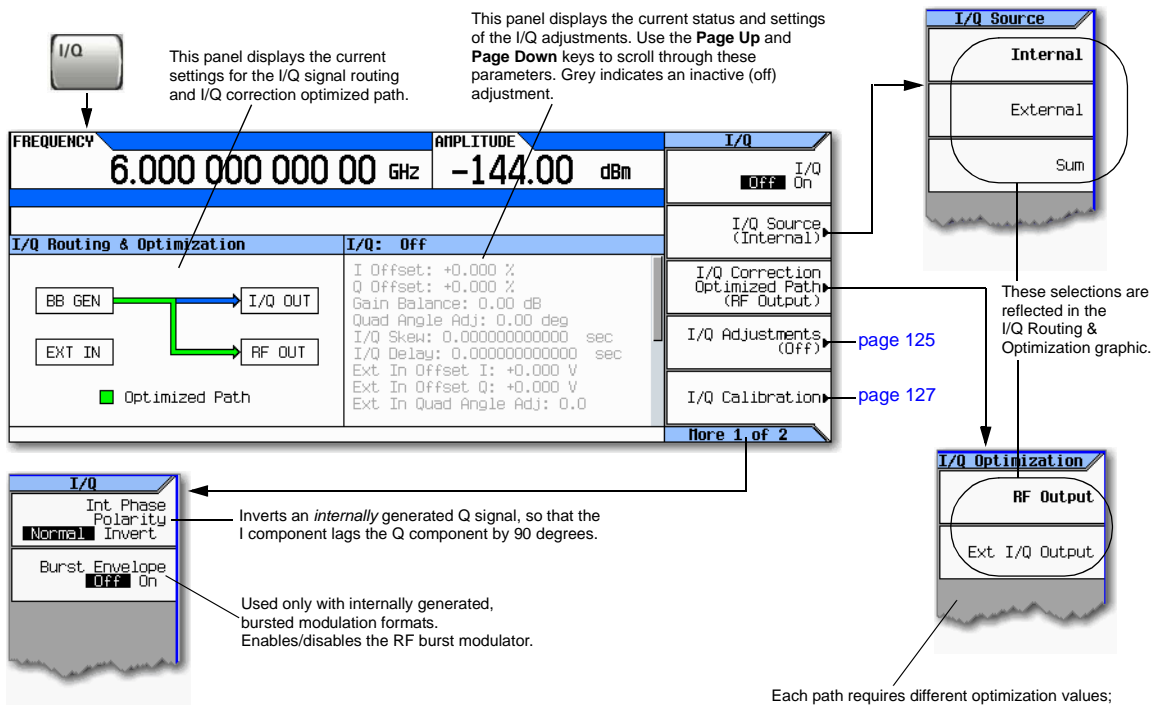 This panel displays the current status and settings
of the I/Q adjustments. Use the Page Up and
Page Down keys to scroll through these
parameters. Grey indicates an inactive (off)
adjustment.
I/Q
This panel displays the current
settings for the I/Q signal routing
and I/Q correction optimized path.
I/Q Source
Internal
External
Sum
FREQUENCY
6.000 000 000 00 GHz
AMPLITUDE
-144.00 dBm
I/Q Routing & Optimization
BB GEN
I/Q OUT
EXT IN
RF OUT
Optimized Path
I/Q: Off
I Offset: +0.000 %
Q Offset: +0.000 %
Gain Balance: 0.00 dB
Quad Angle Adj: 0.00 deg
I/Q Skew: 0.000000000000 sec
I/Q Delay: 0.000000000000 sec
Ext In Offset I: +0.000 V
Ext In Offset Q: +0.000 V
Ext In Quad Angle Adj: 0.0
I/Q
I/Q
Off On
I/Q Source
(Internal)
I/Q Correction
Optimized Path
(RF Output)
I/Q Adjustments
(Off)
I/Q Calibration
More 1 of 2
page 125
page 127
These selections are
reflected in the
I/Q Routing &
Optimization graphic.
I/Q Optimization
RF Output
Ext I/Q Output
I/Q
Int Phase
Polarity
Normal Invert
Burst Envelope
Off On
Inverts an internally generated Q signal, so that the
I component lags the Q component by 90 degrees.
Used only with internally generated,
bursted modulation formats.
Enables/disables the RF burst modulator.
Each path requires different optimization values;